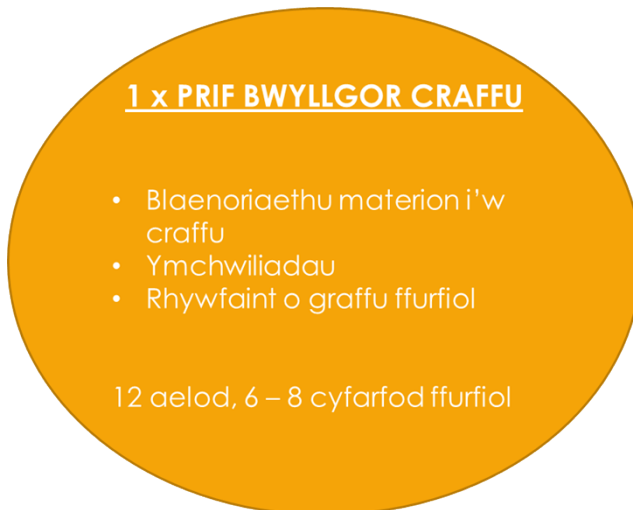 1 x PRIF BWYLLGOR CRAFFU
• Blaenoriaethu materion i'w
craffu
• Ymchwiliadau
• Rhywfaint o graffu ffurfiol
12 aelod, 6 – 8 cyfarfod ffurfiol